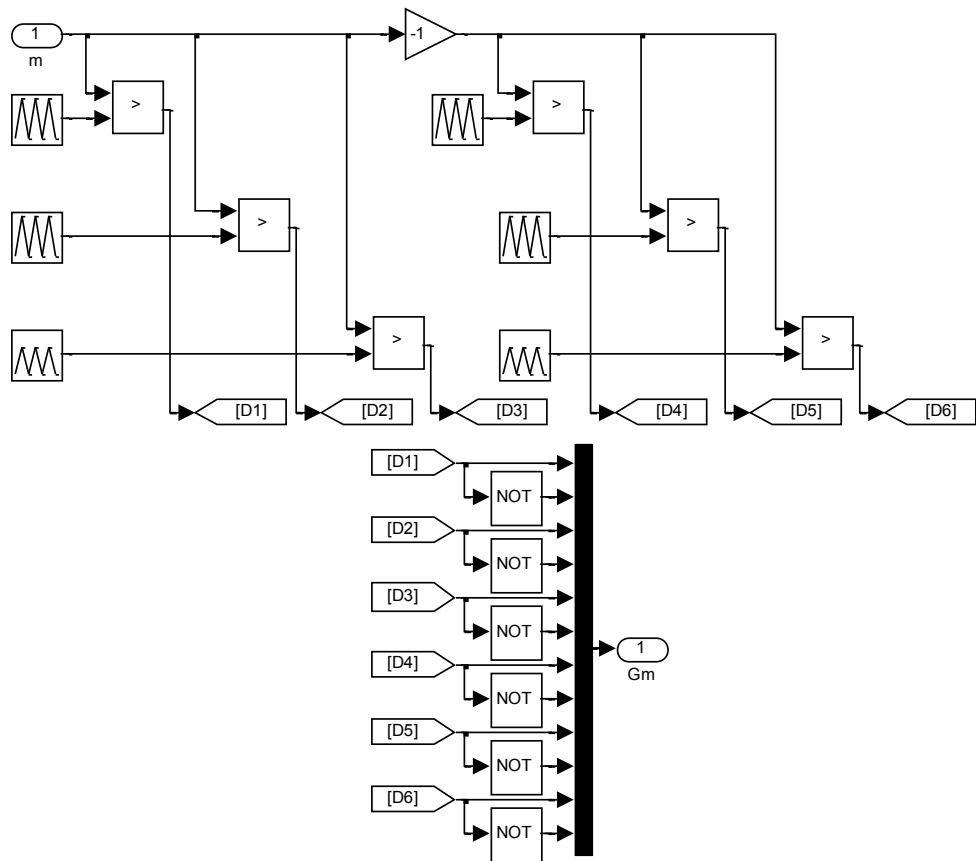 1
m
-1
>
>
>
>
>
>
[D1]
[D2]
[D3]
[D4]
[D5]
[D6]
[D1]
NOT
[D2]
NOT
[D3]
NOT
[D4]
NOT
[D5]
NOT
[D6]
NOT
1
Gm